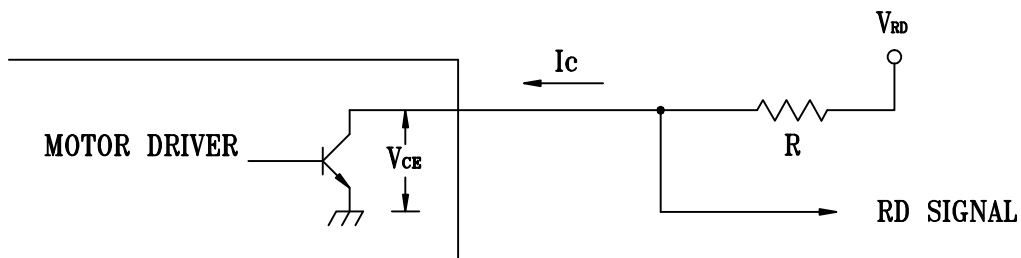 VRD
Ic
MOTOR DRIVER
VCE
R
RD SIGNAL